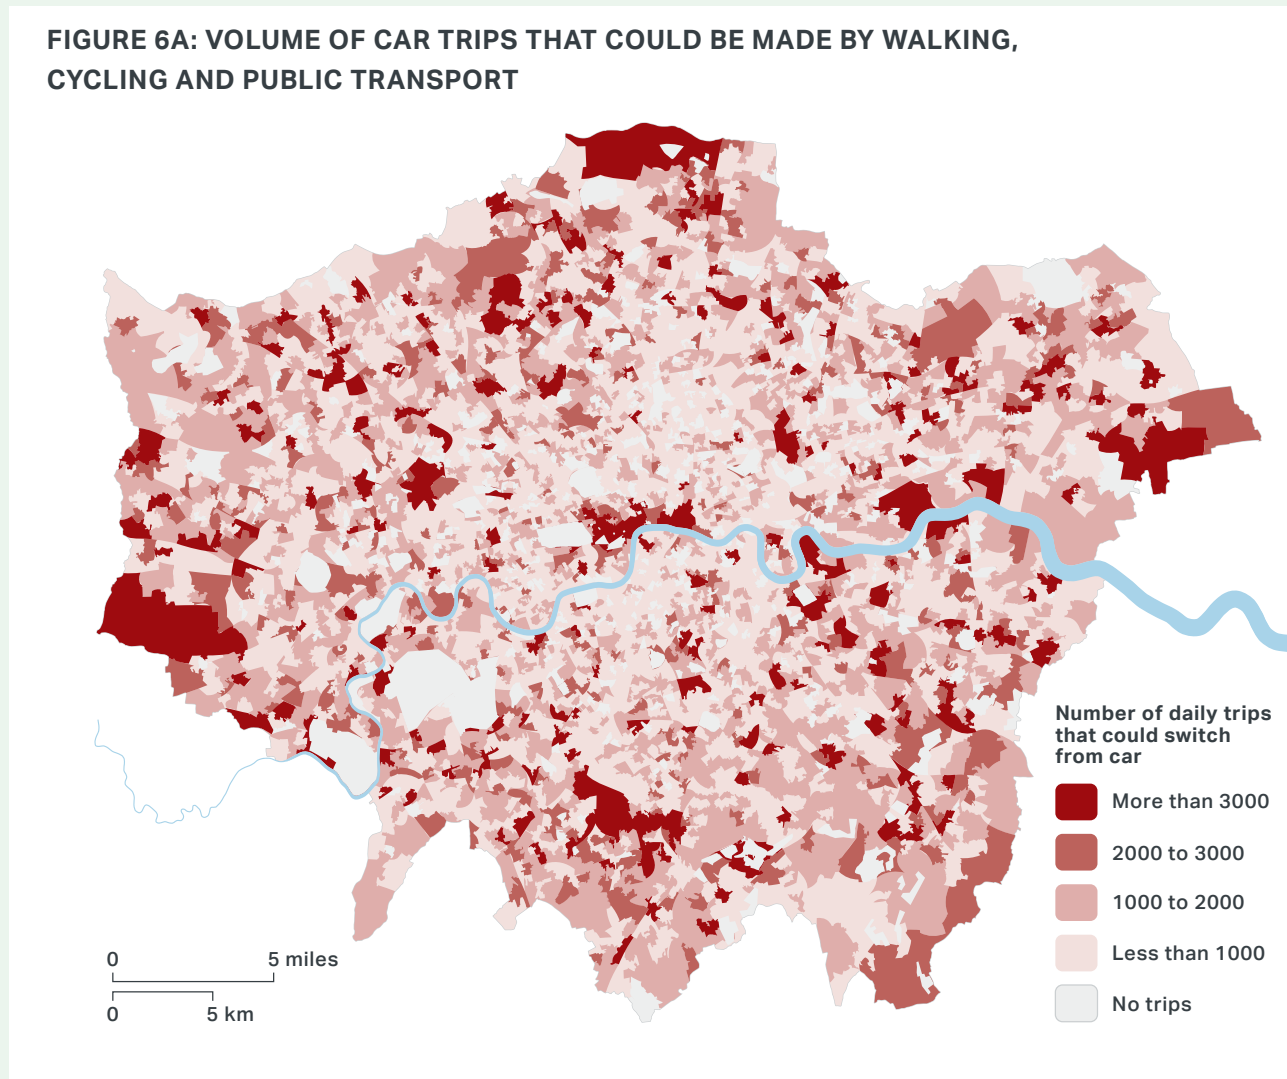 FIGURE 6A: VOLUME OF CAR TRIPS THAT COULD BE MADE BY WALKING,
CYCLING AND PUBLIC TRANSPORT
Number of daily trips
that could switch
from car
More than 3000
2000 to 3000
1000 to 2000
Less than 1000
No trips
0 5 miles
0 5 km